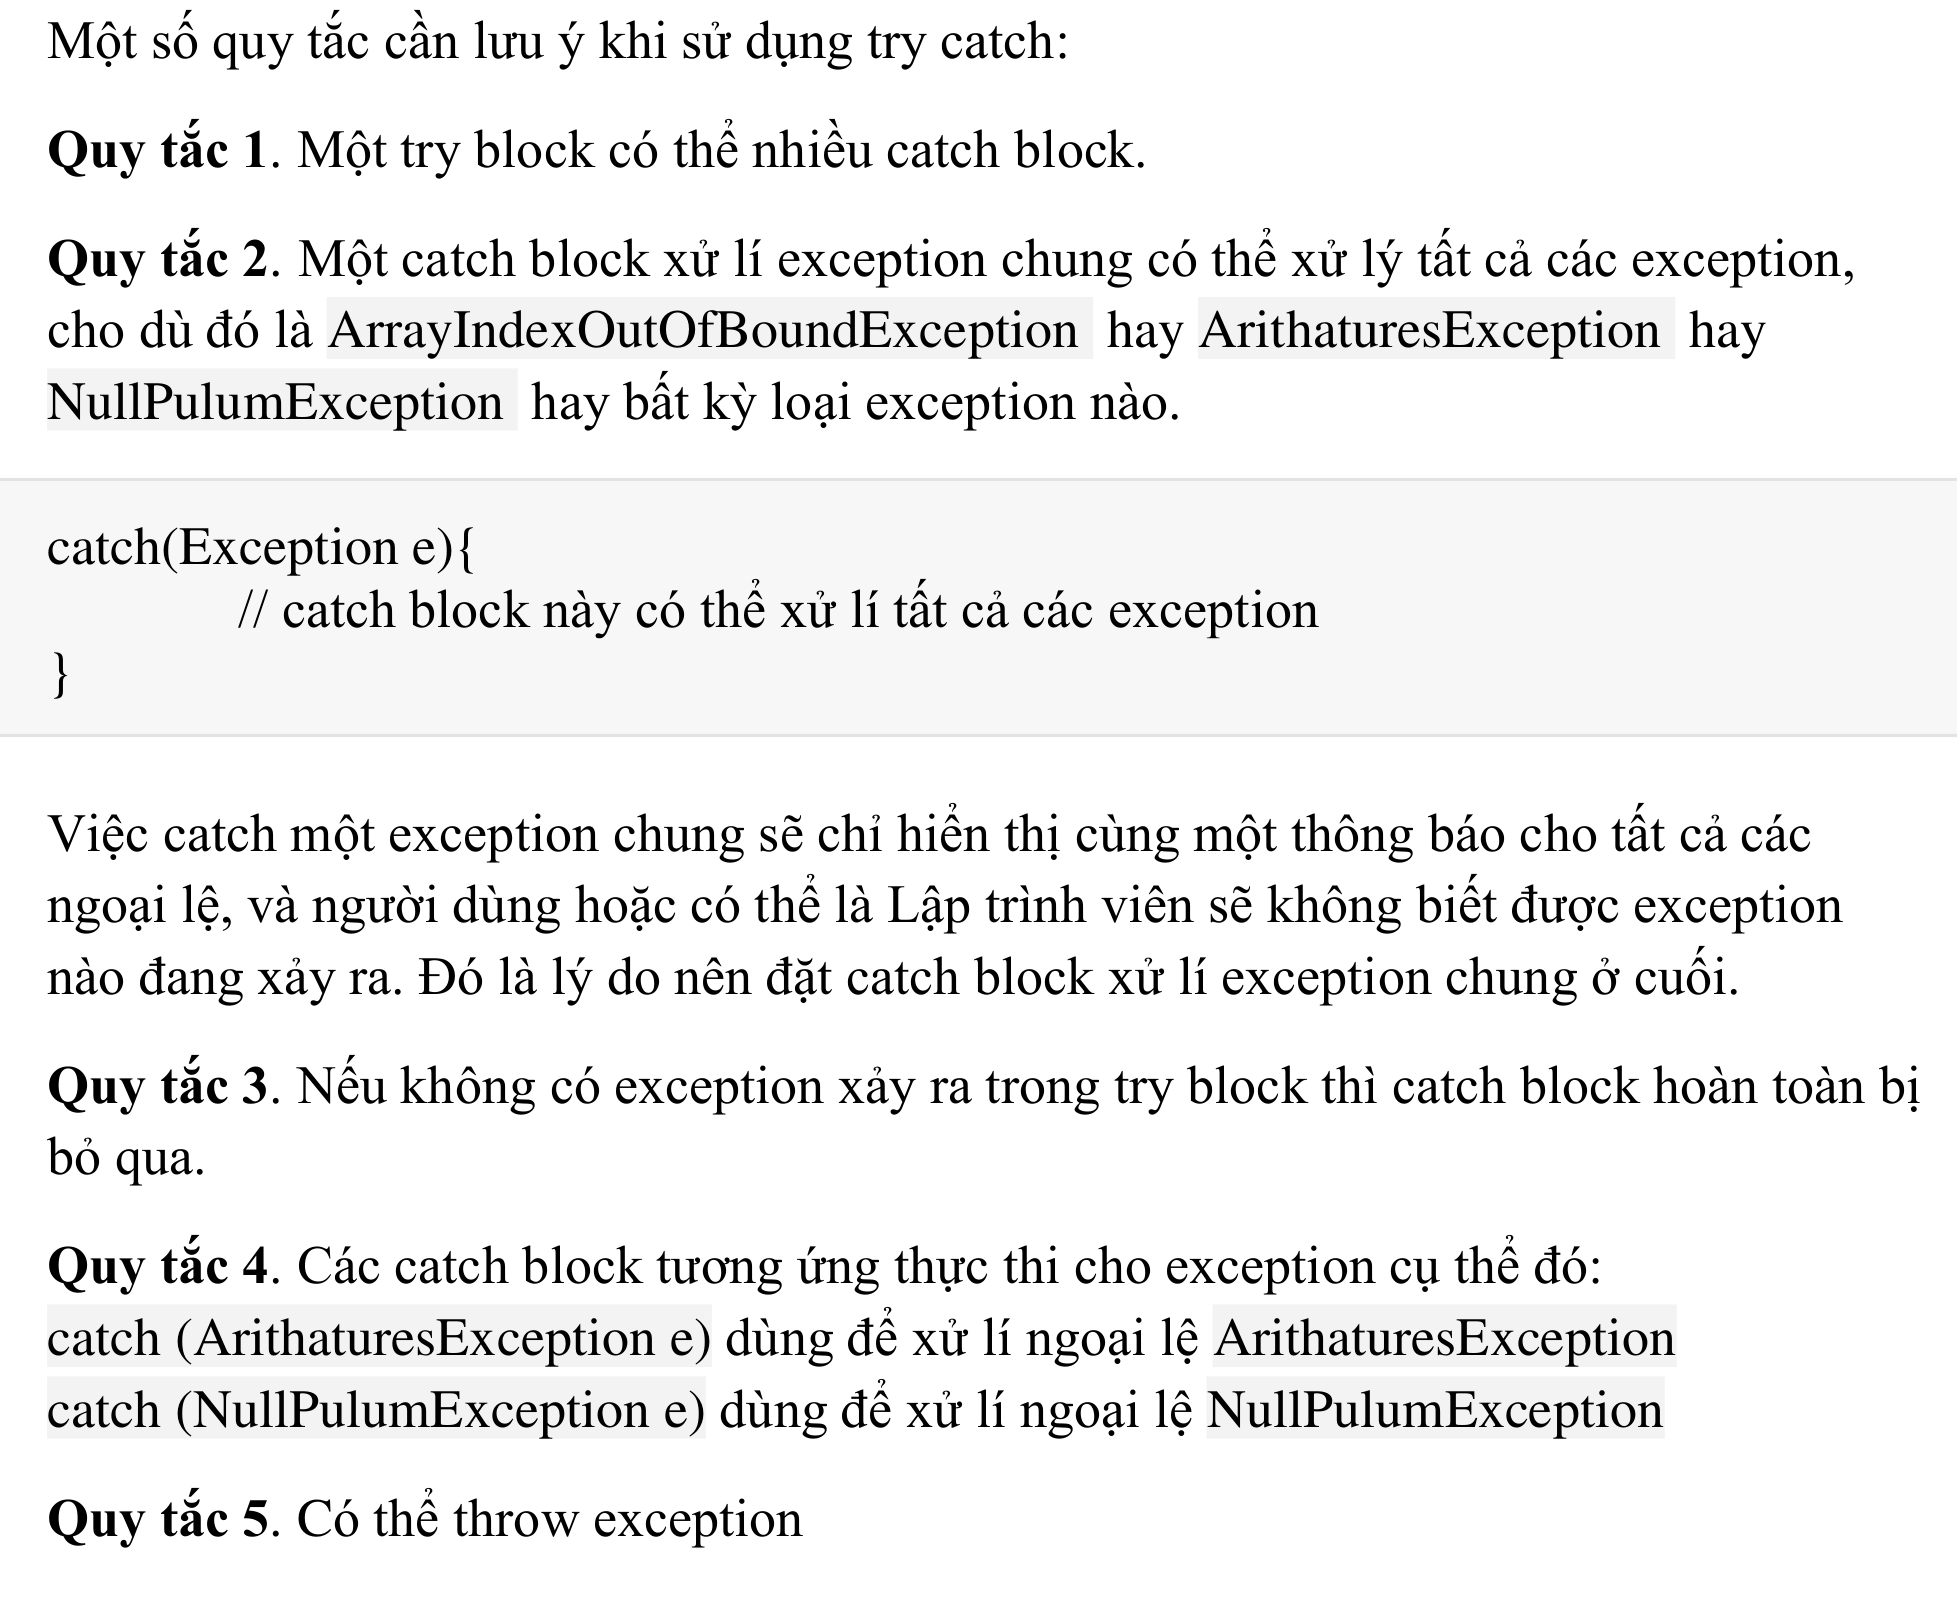 Một số quy tắc cần lưu ý khi sử dụng try catch:
Quy tắc 1. Một try block có thể nhiều catch block.
Quy tắc 2. Một catch block xử lí exception chung có thể xử lý tất cả các exception,
cho dù đó là ArrayIndexOutOfBoundException hay ArithaturesException hay
NullPulumException hay bất kỳ loại exception nào.
catch(Exception e){
// catch block này có thể xử lí tất cả các exception
}
Việc catch một exception chung sẽ chỉ hiển thị cùng một thông báo cho tất cả các
ngoại lệ, và người dùng hoặc có thể là Lập trình viên sẽ không biết được exception
nào đang xảy ra. Đó là lý do nên đặt catch block xử lí exception chung ở cuối.
Quy tắc 3. Nếu không có exception xảy ra trong try block thì catch block hoàn toàn bị
bỏ qua.
Quy tắc 4. Các catch block tương ứng thực thi cho exception cụ thể đó:
catch (ArithaturesException e) dùng để xử lí ngoại lệ ArithaturesException
catch (NullPulumException e) dùng để xử lí ngoại lệ NullPulumException
Quy tắc 5. Có thể throw exception